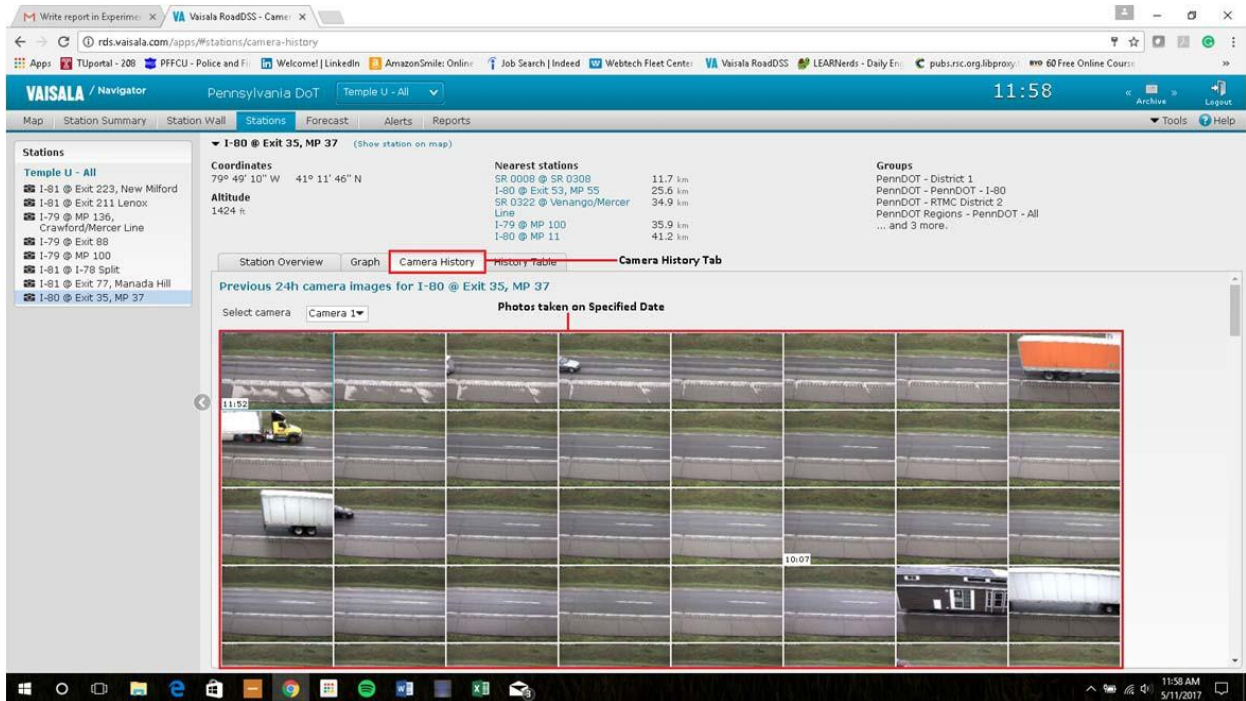 Write report in Experime
VA Vaisala RoadDSS - Camer
rds.vaisala.com/apps/#stations/camera-history
Apps TUportal - 208 PFFCU - Police and Fi Welcome! | LinkedIn AmazonSmile: Online Job Search | Indeed Webtech Fleet Center VA Vaisala RoadDSS LEARNerds - Daily En pubs.rsc.org.libproxy.t 60 Free Online Course »
VAISALA / Navigator Pennsylvania DoT Temple U - All 11:58 « Archive » Logout
Map Station Summary Station Wall Stations Forecast Alerts Reports Tools Help
Stations
Temple U - All
I-81 @ Exit 223, New Milford
I-81 @ Exit 211 Lenox
I-79 @ MP 136,
Crawford/Mercer Line
I-79 @ Exit 88
I-79 @ MP 100
I-81 @ I-78 Split
I-81 @ Exit 77, Manada Hill
I-80 @ Exit 35, MP 37
I-80 @ Exit 35, MP 37 (Show station on map)
Coordinates
79° 49' 10" W 41° 11' 46" N
Altitude
1424 ft
Nearest stations
SR 0008 @ SR 0308 11.7 km
I-80 @ Exit 53, MP 55 25.6 km
SR 0322 @ Venango/Mercer 34.9 km
Line
I-79 @ MP 100 35.9 km
I-80 @ MP 11 41.2 km
Groups
PennDOT - District 1
PennDOT - PennDOT - I-80
PennDOT - RTMC District 2
PennDOT Regions - PennDOT - All
... and 3 more.
Station Overview Graph Camera History History Table Camera History Tab
Previous 24h camera images for I-80 @ Exit 35, MP 37
Select camera Camera 1 Photos taken on Specified Date
11:52
10:07
11:58 AM
5/11/2017